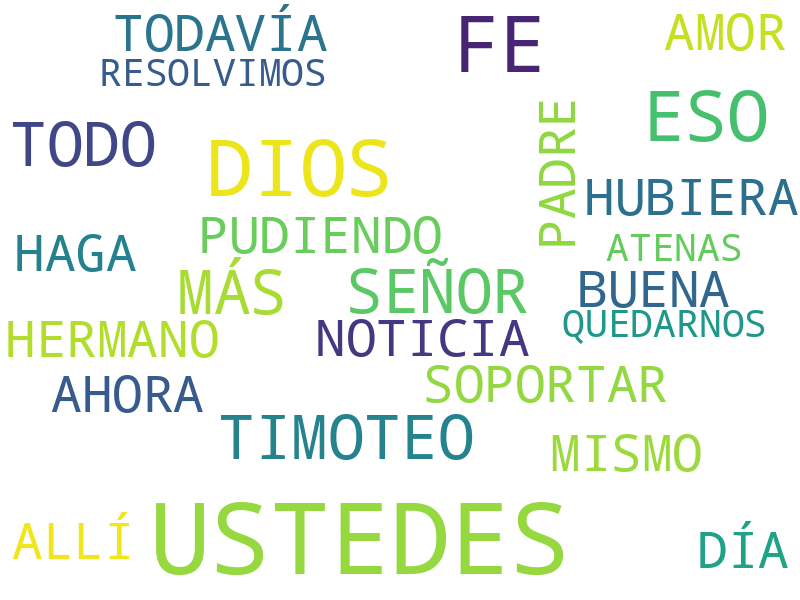 TODAVÍA
FE
AMOR
RESOLVIMOS
TODO
ESO
DIOS
PADRE
HUBIERA
HAGA
PUDIENDO
ATENAS
MÁS
SEÑOR
BUENA
HERMANO
NOTICIA
QUEDARNOS
AHORA
SOPORTAR
TIMOTEO
MISMO
ALLÍ
USTEDES
DÍA